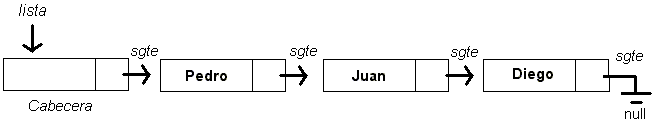 lista
sgte sgte sgte sgte
Pedro Juan Diego
Cabecera
null